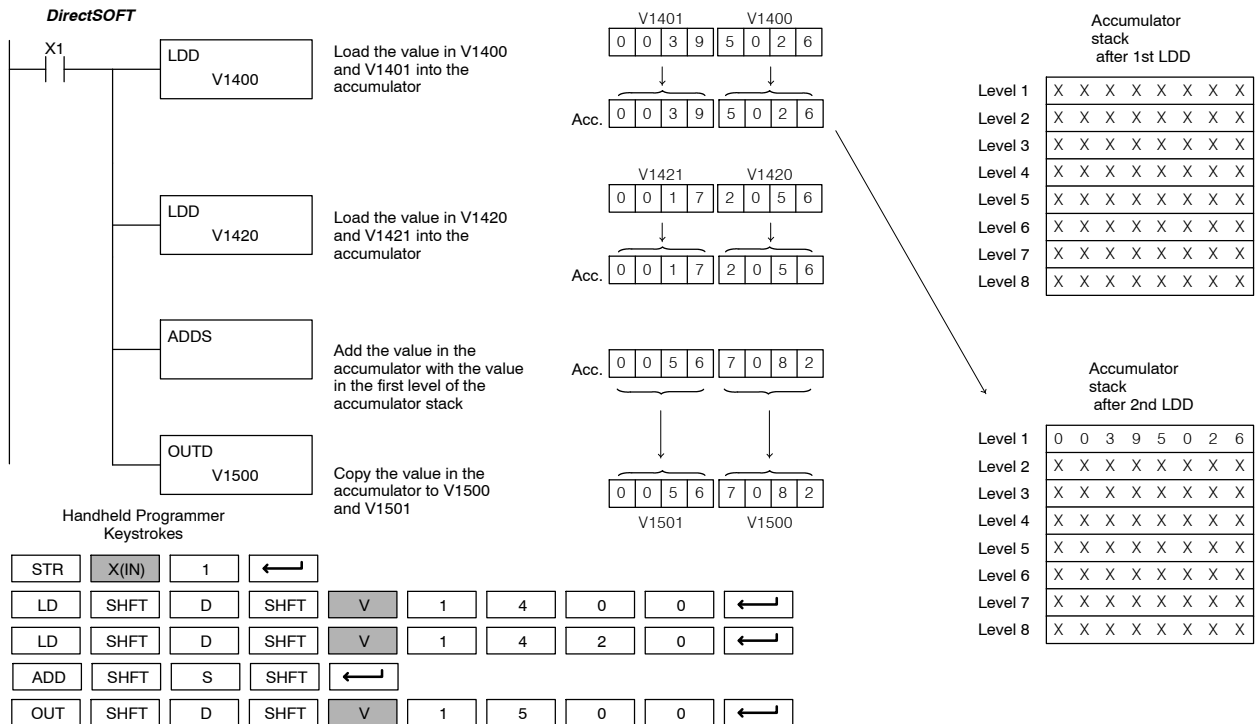 DirectSOFT
X1
LDD
V1400
Load the value in V1400
and V1401 into the
accumulator
V1401 V1400
0 0 3 9 5 0 2 6
Acc. 0 0 3 9 5 0 2 6
LDD
V1420
Load the value in V1420
and V1421 into the
accumulator
V1421 V1420
0 0 1 7 2 0 5 6
Acc. 0 0 1 7 2 0 5 6
ADDS
Add the value in the
accumulator with the value
in the first level of the
accumulator stack
Acc. 0 0 5 6 7 0 8 2
OUTD
V1500
Copy the value in the
accumulator to V1500
and V1501
0 0 5 6 7 0 8 2
V1501 V1500
Accumulator
stack
after 1st LDD
Level 1 X X X X X X X X
Level 2 X X X X X X X X
Level 3 X X X X X X X X
Level 4 X X X X X X X X
Level 5 X X X X X X X X
Level 6 X X X X X X X X
Level 7 X X X X X X X X
Level 8 X X X X X X X X
Accumulator
stack
after 2nd LDD
Level 1 0 0 3 9 5 0 2 6
Level 2 X X X X X X X X
Level 3 X X X X X X X X
Level 4 X X X X X X X X
Level 5 X X X X X X X X
Level 6 X X X X X X X X
Level 7 X X X X X X X X
Level 8 X X X X X X X X
Handheld Programmer
Keystrokes
STR X(IN) 1
LD SHFT D SHFT V 1 4 0 0
LD SHFT D SHFT V 1 4 2 0
ADD SHFT S SHFT
OUT SHFT D SHFT V 1 5 0 0